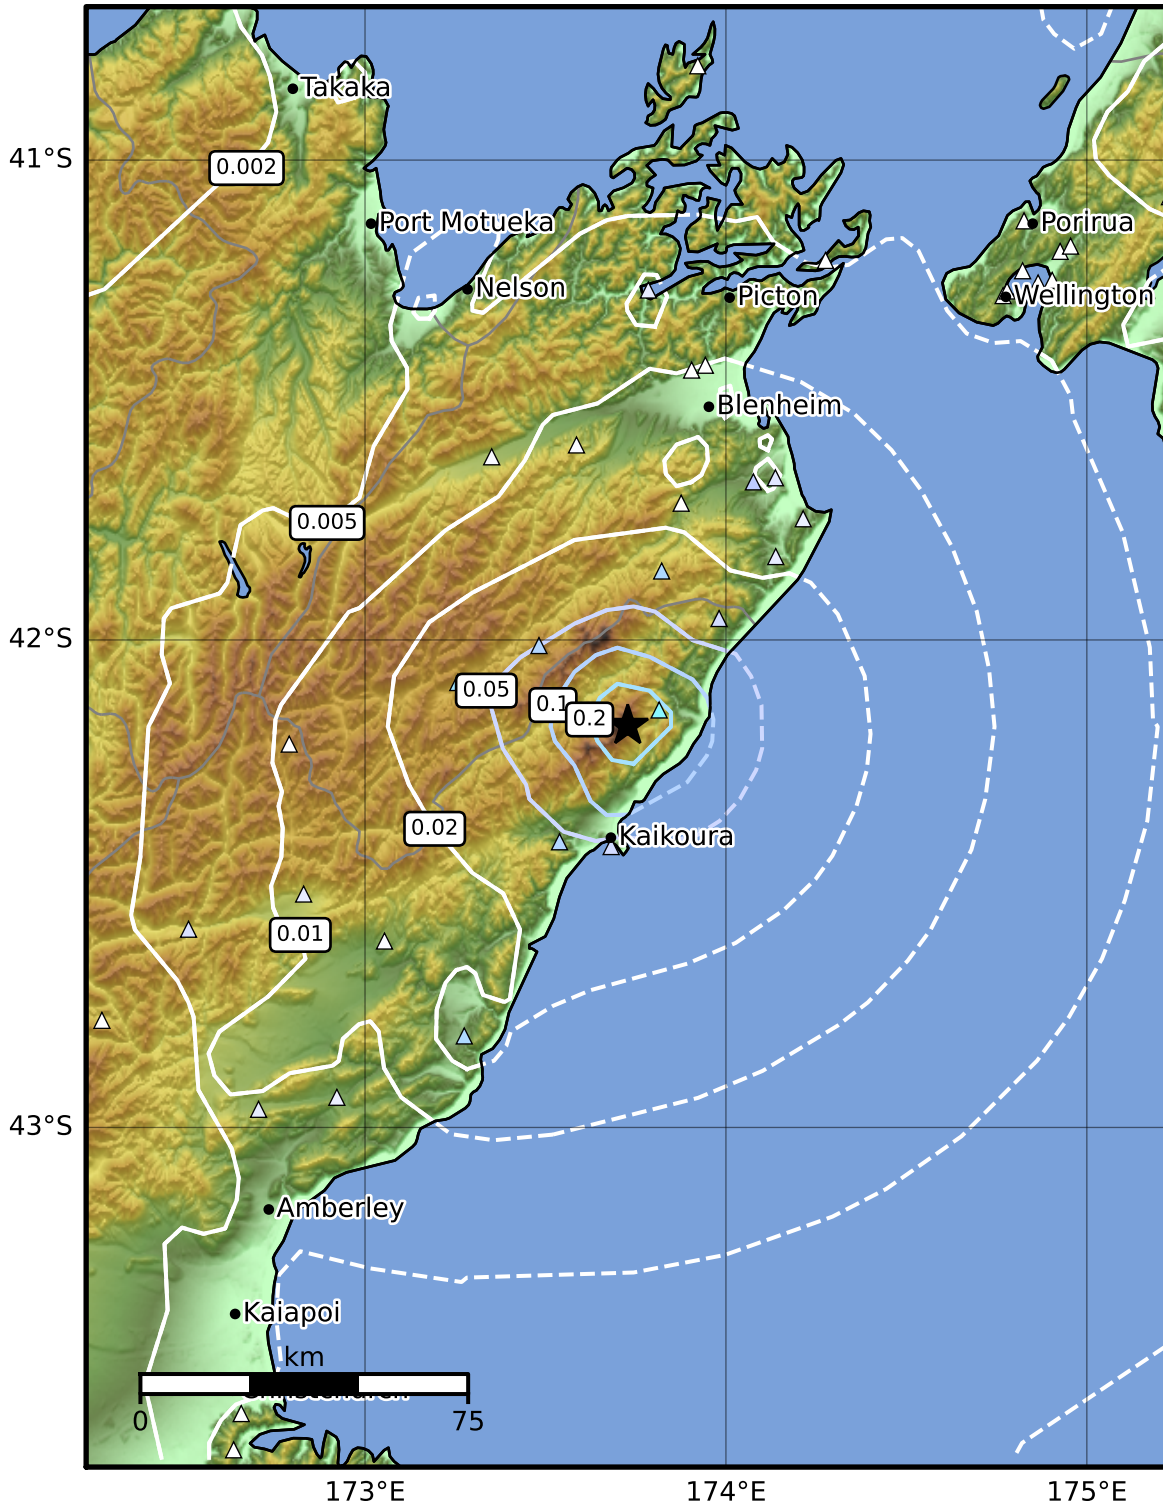 Takaka
41°S
0.002
Port Motueka
Porirua
Nelson
Picton
Wellington
Blenheim
0.005
42°S
0.05
0.1
0.2
0.02
Kaikoura
0.01
43°S
Amberley
Kaiapoi
km
0 75
173°E 174°E 175°E